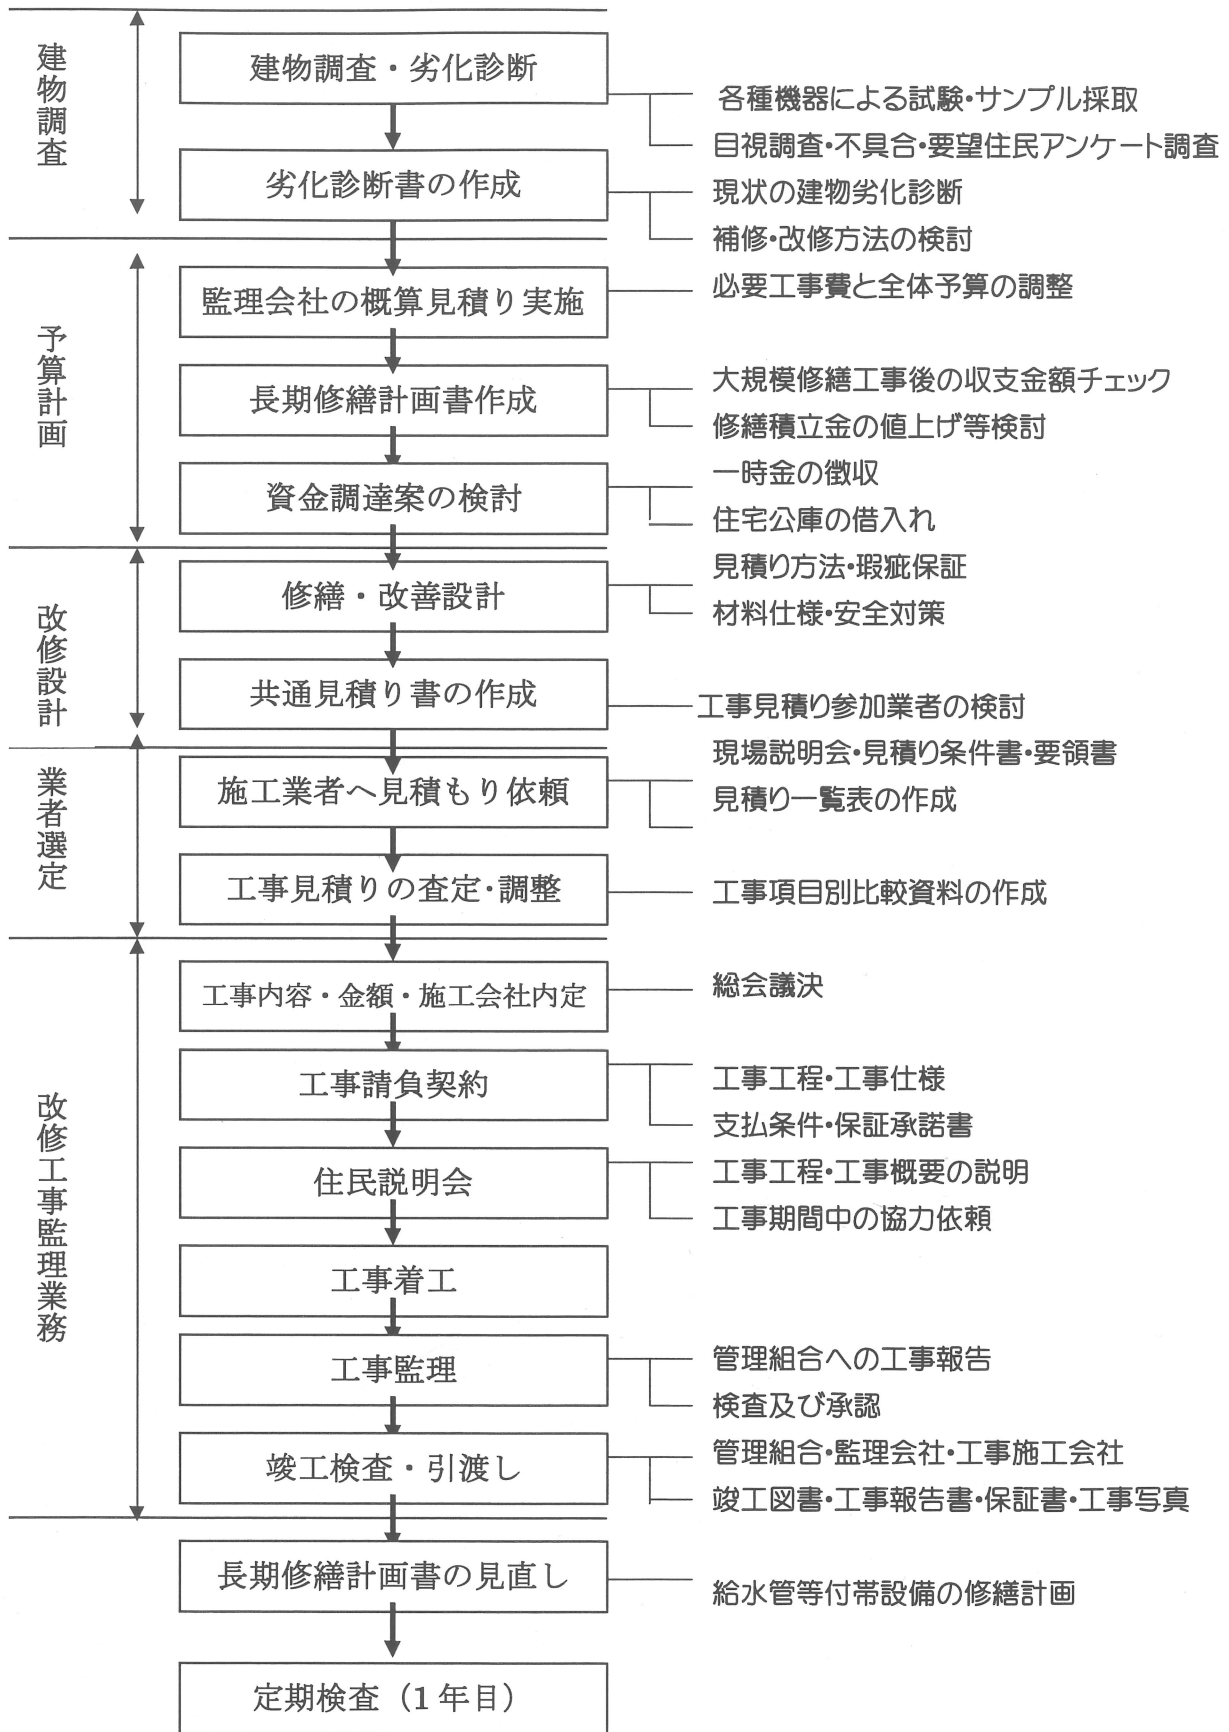 建物調査
建物調査・劣化診断
各種機器による試験・サンプル採取
目視調査・不具合・要望住民アンケート調査
劣化診断書の作成
現状の建物劣化診断
補修・改修方法の検討
予算計画
監理会社の概算見積り実施
必要工事費と全体予算の調整
長期修繕計画書作成
大規模修繕工事後の収支金額チェック
修繕積立金の値上げ等検討
資金調達案の検討
一時金の徴収
住宅公庫の借入れ
改修設計
修繕・改善設計
見積り方法・瑕疵保証
材料仕様・安全対策
共通見積り書の作成
工事見積り参加業者の検討
業者選定
施工業者へ見積もり依頼
現場説明会・見積り条件書・要領書
見積り一覧表の作成
工事見積りの査定・調整
工事項目別比較資料の作成
改修工事監理業務
工事内容・金額・施工会社内定
総会議決
工事請負契約
工事工程・工事仕様
支払条件・保証承諾書
住民説明会
工事工程・工事概要の説明
工事期間中の協力依頼
工事着工
工事監理
管理組合への工事報告
検査及び承認
竣工検査・引渡し
管理組合・監理会社・工事施工会社
竣工図書・工事報告書・保証書・工事写真
長期修繕計画書の見直し
給水管等付帯設備の修繕計画
定期検査（1年目）